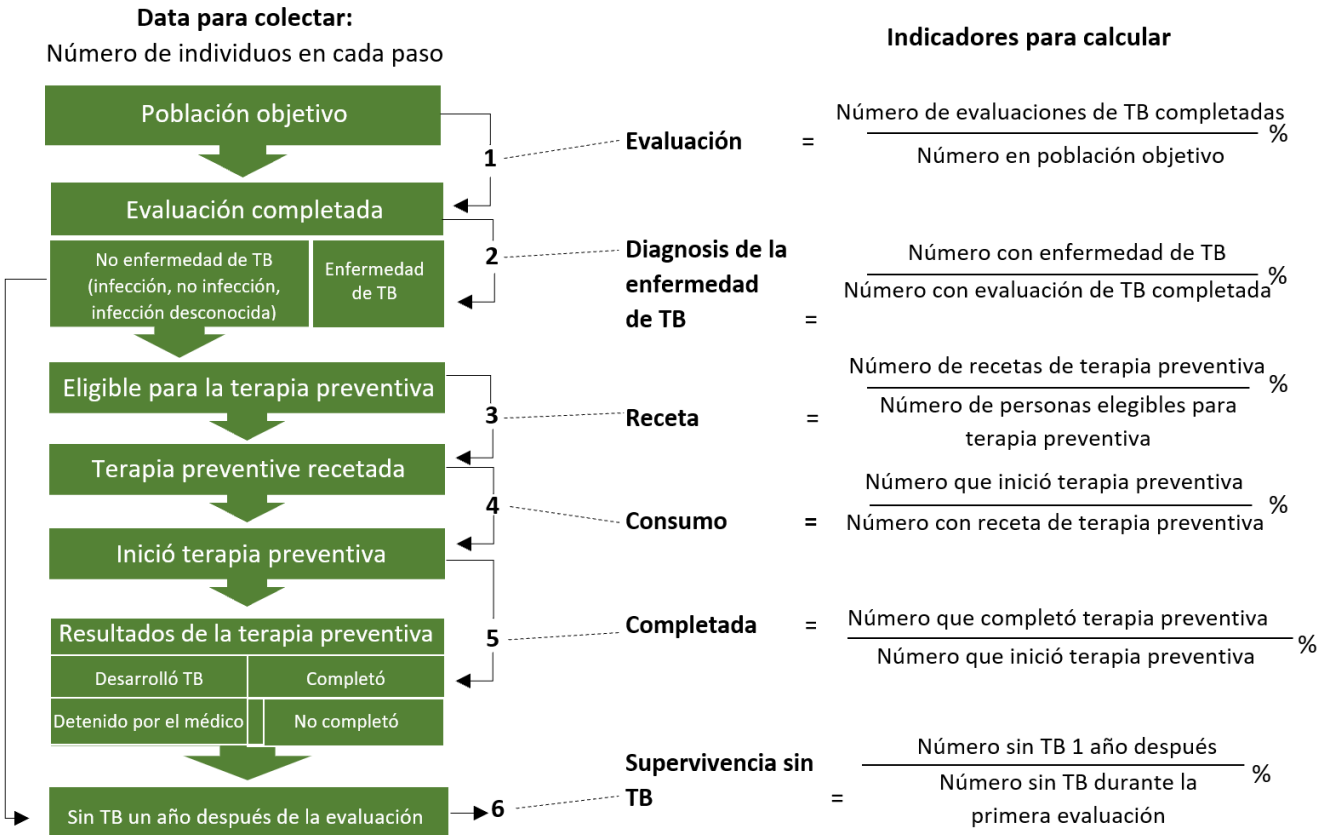 Data para colectar:
Número de individuos en cada paso
Población objetivo
Evaluación completada
No enfermedad de TB
(infección, no infección,
infección desconocida)
Enfermedad
de TB
Eligible para la terapia preventiva
Terapia preventive recetada
Inició terapia preventiva
Resultados de la terapia preventiva
Desarrolló TB
Completó
Detenido por el médico
No completó
Sin TB un año después de la evaluación
1
2
3
4
5
6
Indicadores para calcular
Evaluación =
Número de evaluaciones de TB completadas
%
Número en población objetivo
Diagnosis de la
enfermedad
de TB =
Número con enfermedad de TB
%
Número con evaluación de TB completada
Receta =
Número de recetas de terapia preventiva
%
Número de personas elegibles para
terapia preventiva
Consumo =
Número que inició terapia preventiva
%
Número con receta de terapia preventiva
Completada =
Número que completó terapia preventiva
%
Número que inició terapia preventiva
Supervivencia sin
TB =
Número sin TB 1 año después
%
Número sin TB durante la
primera evaluación